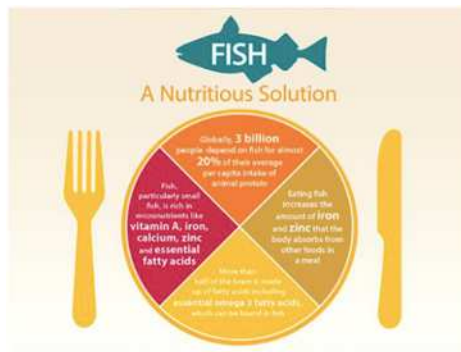 FISH
A Nutritious Solution
Globally, 3 billion
people depend on fish for almost
20% of their average
per capita intake of
animal protein
Fish,
particularly small
fish, is rich in
micronutrients like
vitamin A, iron,
calcium, zinc
and essential
fatty acids
Eating fish
increases the
amount of iron
and zinc that the
body absorbs from
other foods in
a meal
More than
half of the brain is made
up of fatty acids including
essential omega 3 fatty acids,
which can be found in fish